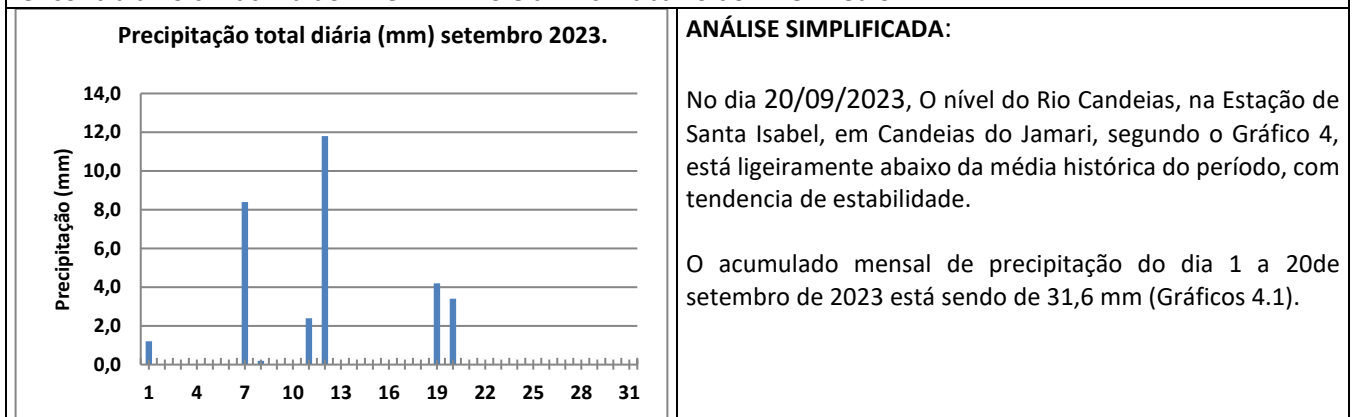 Precipitação total diária (mm) setembro 2023.
14,0
12,0
10,0
8,0
6,0
4,0
2,0
0,0
Precipitação (mm)
1 4 7 10 13 16 19 22 25 28 31
ANÁLISE SIMPLIFICADA:
No dia 20/09/2023, O nível do Rio Candeias, na Estação de
Santa Isabel, em Candeias do Jamari, segundo o Gráfico 4,
está ligeiramente abaixo da média histórica do período, com
tendencia de estabilidade.
O acumulado mensal de precipitação do dia 1 a 20de
setembro de 2023 está sendo de 31,6 mm (Gráficos 4.1).